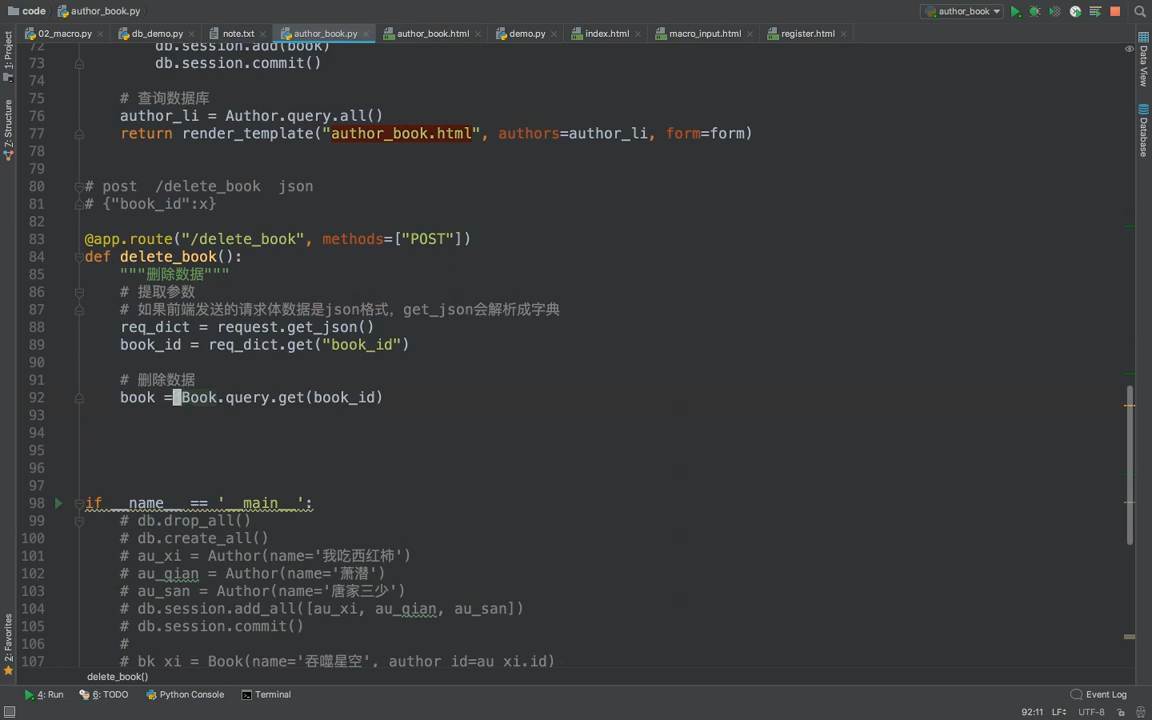 code  author_book.py
author_book
02_macro.py  db_demo.py  note.txt  author_book.py  author_book.html  demo.py  index.html  macro_input.html  register.html
1: Project
7: Structure
2: Favorites
Data View
Database
72 db.session.add(book)
73 db.session.commit()
74
75 # 查询数据库
76 author_li = Author.query.all()
77 return render_template("author_book.html", authors=author_li, form=form)
78
79
80 # post  /delete_book  json
81 # {"book_id":x}
82
83 @app.route("/delete_book", methods=["POST"])
84 def delete_book():
85 """删除数据"""
86 # 提取参数
87 # 如果前端发送的请求体数据是json格式，get_json会解析成字典
88 req_dict = request.get_json()
89 book_id = req_dict.get("book_id")
90
91 # 删除数据
92 book = Book.query.get(book_id)
93
94
95
96
97
98 if __name__ == '__main__':
99 # db.drop_all()
100 # db.create_all()
101 # au_xi = Author(name='我吃西红柿')
102 # au_qian = Author(name='萧潜')
103 # au_san = Author(name='唐家三少')
104 # db.session.add_all([au_xi, au_qian, au_san])
105 # db.session.commit()
106 #
107 # bk_xi = Book(name='吞噬星空', author_id=au_xi.id)
delete_book()
4: Run  6: TODO  Python Console  Terminal  Event Log
92:11  LF  UTF-8